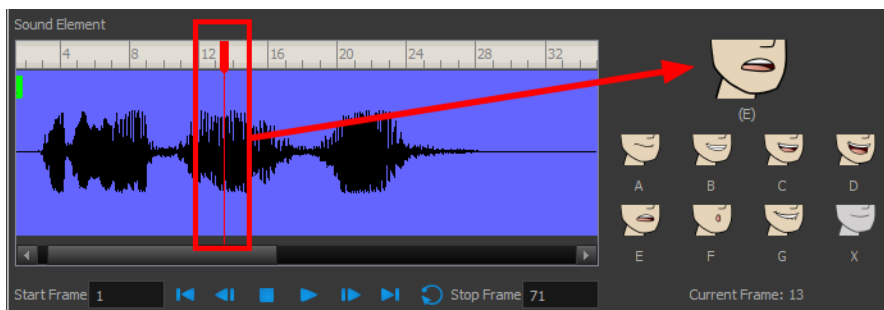 Sound Element
4 8 12 16 20 24 28 32
(E)
A B C D
E F G X
Start Frame 1 Stop Frame 71 Current Frame: 13